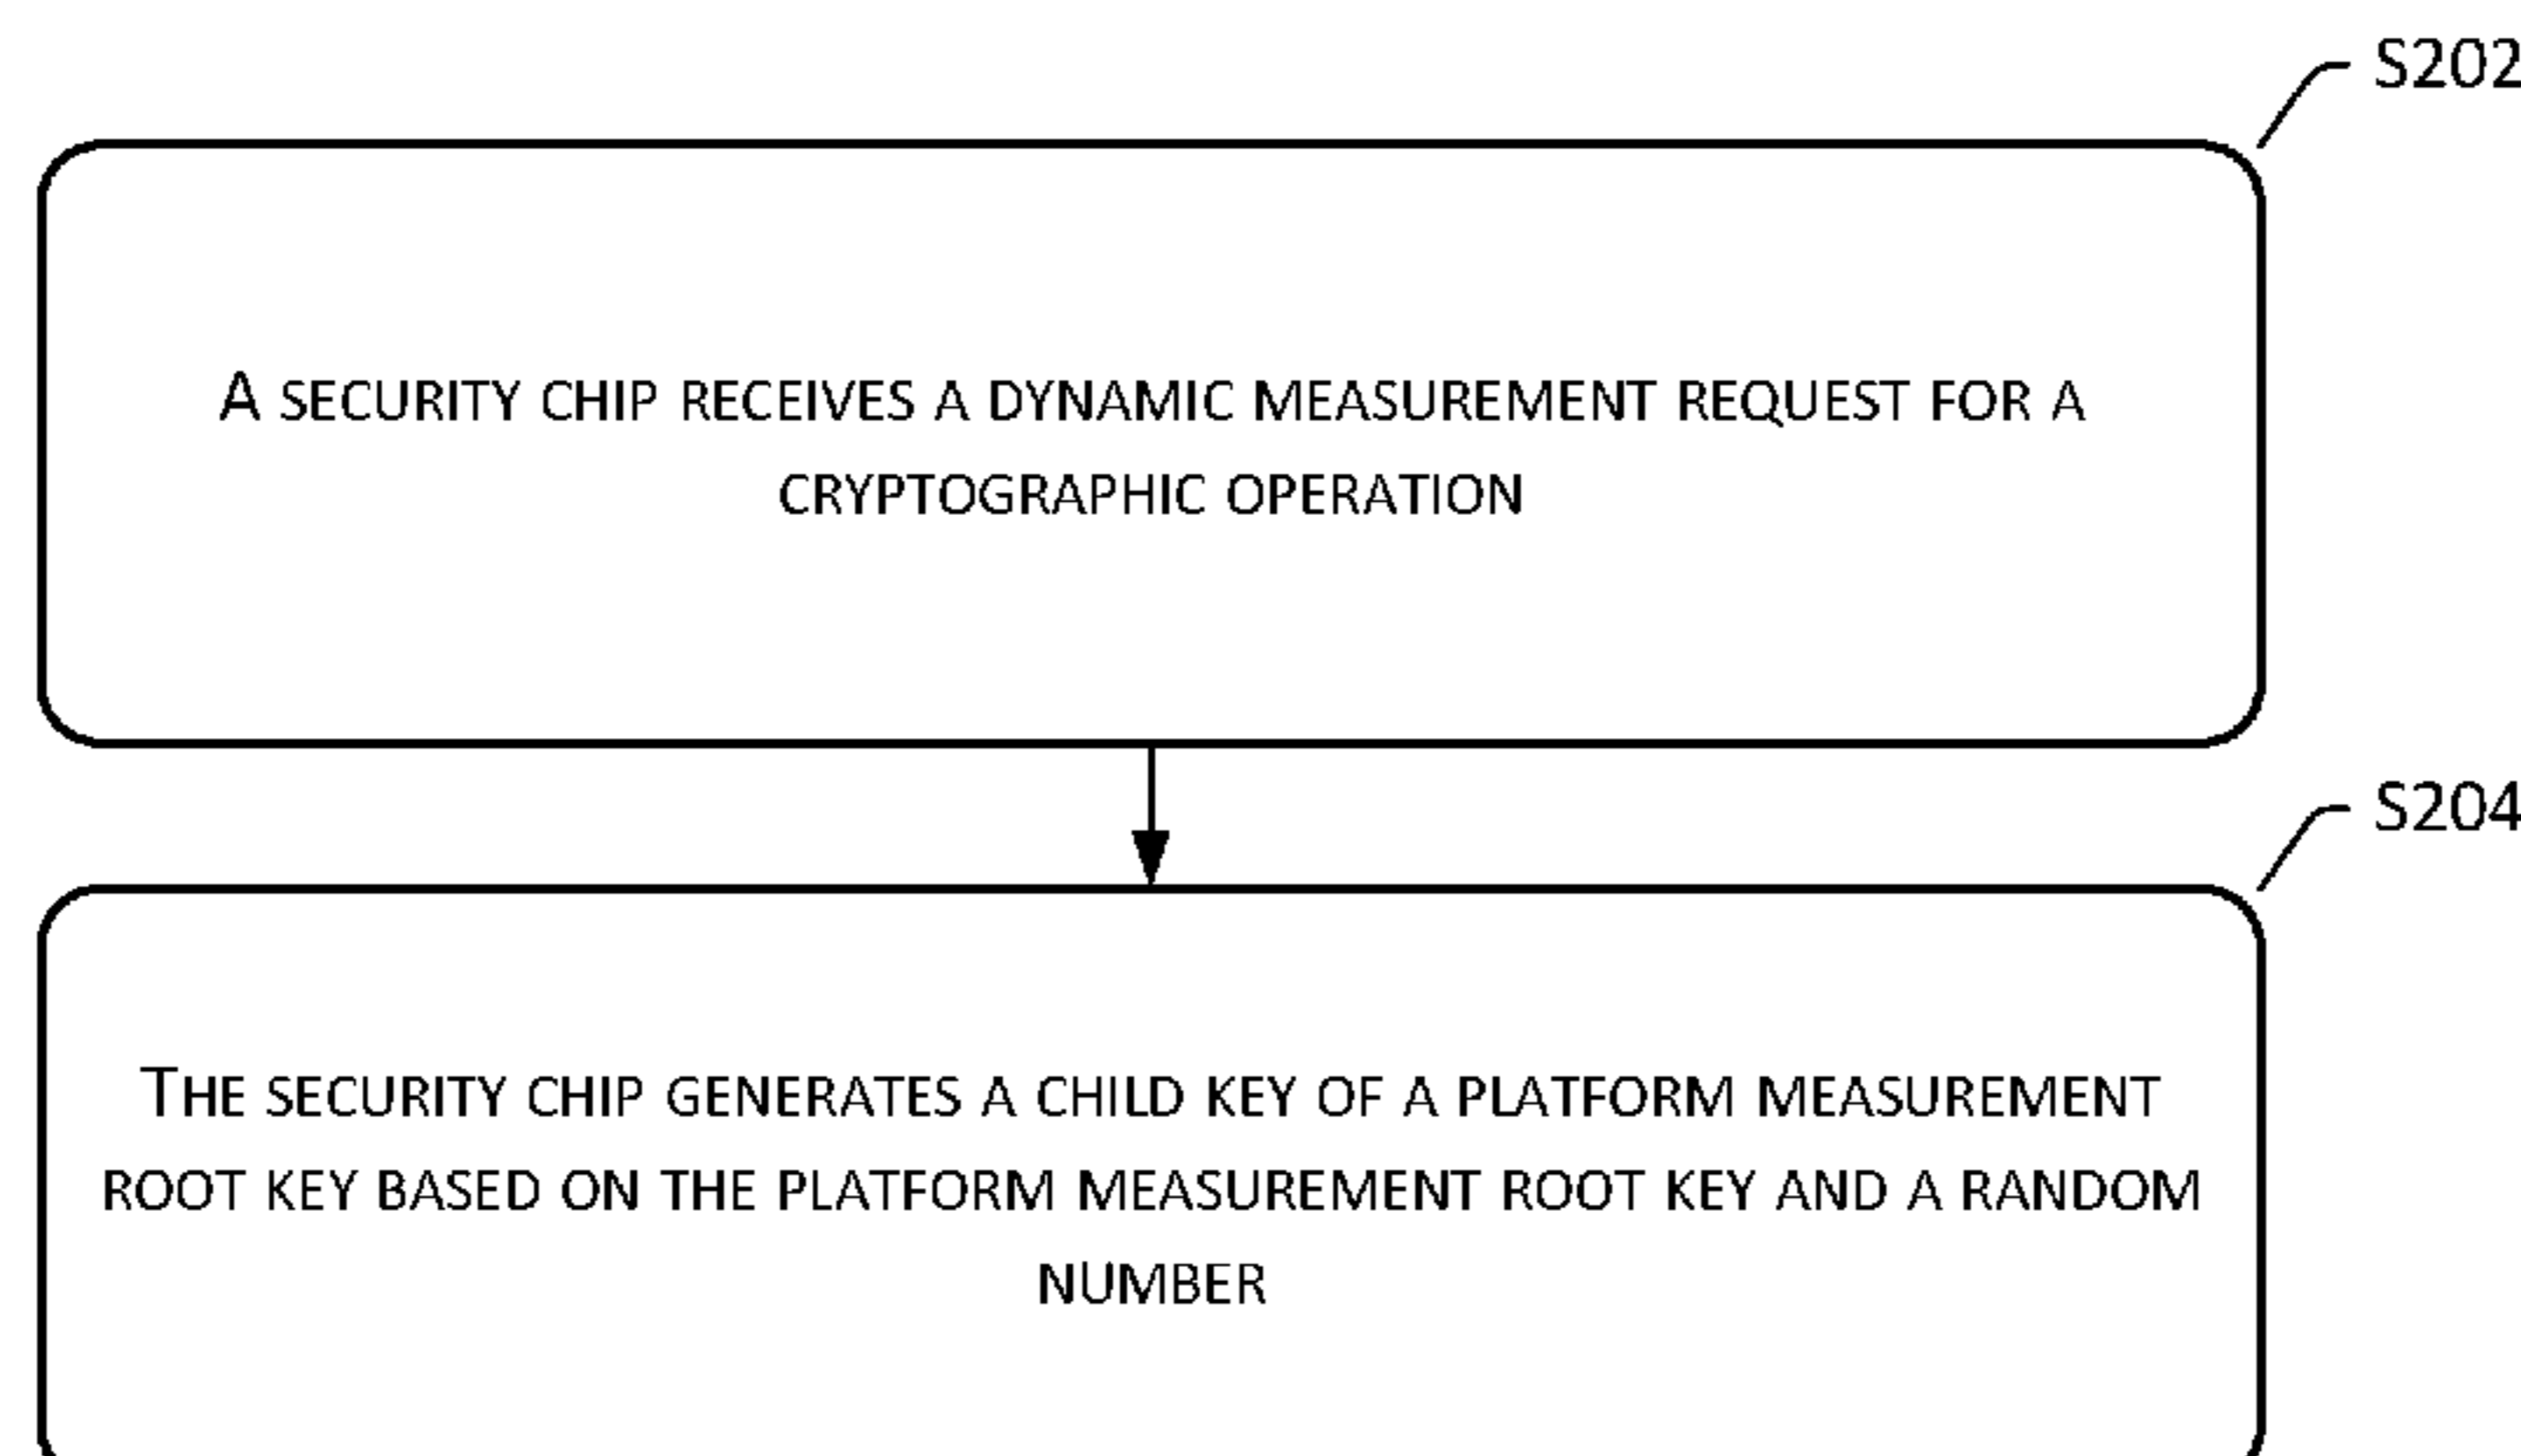 S202
A SECURITY CHIP RECEIVES A DYNAMIC MEASUREMENT REQUEST FOR A
CRYPTOGRAPHIC OPERATION
S204
THE SECURITY CHIP GENERATES A CHILD KEY OF A PLATFORM MEASUREMENT
ROOT KEY BASED ON THE PLATFORM MEASUREMENT ROOT KEY AND A RANDOM
NUMBER